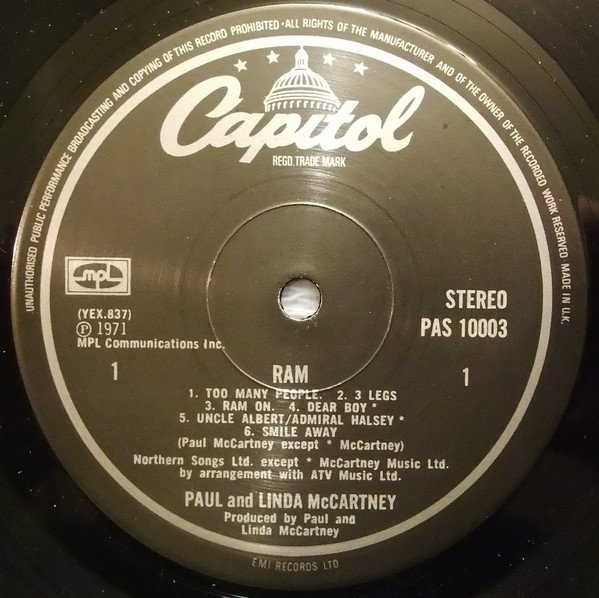 UNAUTHORISED PUBLIC PERFORMANCE BROADCASTING AND COPYING OF THIS RECORD PROHIBITED·ALL RIGHTS OF THE MANUFACTURER AND OF THE OWNER OF THE RECORDED WORK RESERVED MADE IN U.K.
Capitol
REGD. TRADE MARK
mpl
(YEX.837)
℗ 1971
MPL Communications Inc.
1
STEREO
PAS 10003
1
RAM
1. TOO MANY PEOPLE. 2. 3 LEGS
3. RAM ON. 4. DEAR BOY *
5. UNCLE ALBERT/ADMIRAL HALSEY *
6. SMILE AWAY
(Paul McCartney except * McCartney)
Northern Songs Ltd. except * McCartney Music Ltd.
by arrangement with ATV Music Ltd.
PAUL and LINDA McCARTNEY
Produced by Paul and
Linda McCartney
EMI RECORDS LTD